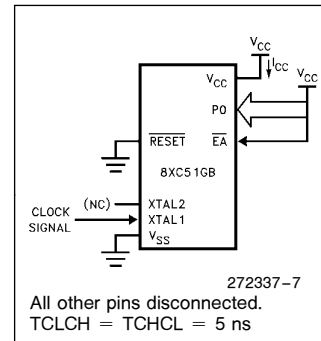 VCC
ICC
VCC
VCC
P0
RESET
EA
8XC51GB
(NC)
XTAL2
CLOCK
SIGNAL
XTAL1
VSS
272337–7
All other pins disconnected.
TCLCH = TCHCL = 5 ns